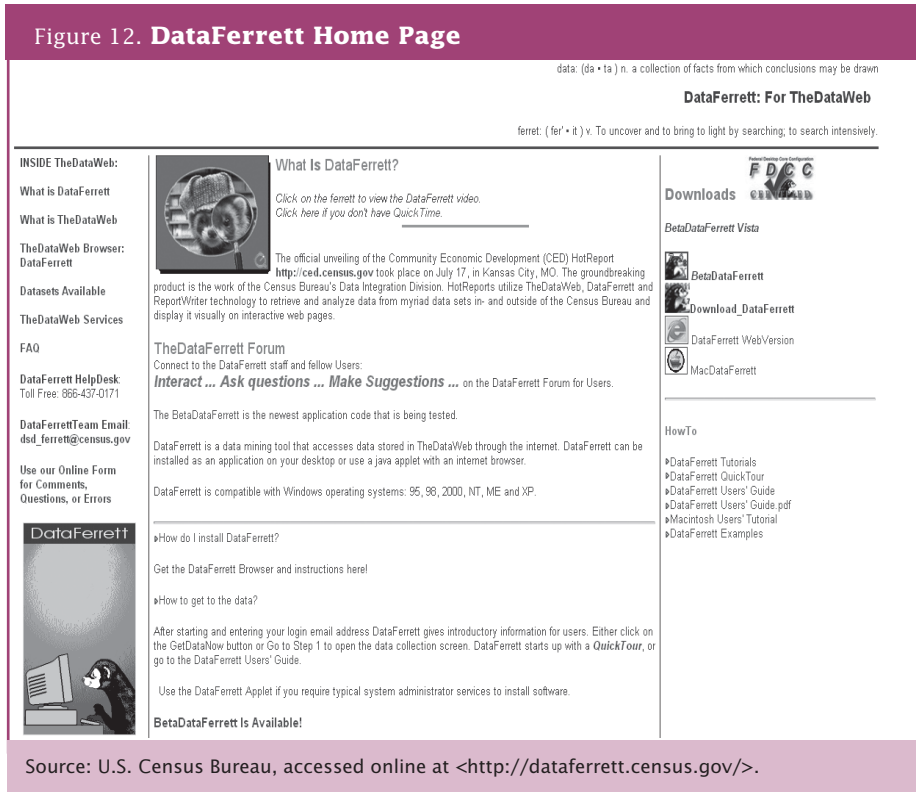 Figure 12. DataFerrett Home Page
data: (da • ta ) n. a collection of facts from which conclusions may be drawn
DataFerrett: For TheDataWeb
ferret: ( fer' • it ) v. To uncover and to bring to light by searching; to search intensively.
INSIDE TheDataWeb:
What is DataFerrett
What is TheDataWeb
TheDataWeb Browser:
DataFerrett
Datasets Available
TheDataWeb Services
FAQ
DataFerrett HelpDesk:
Toll Free: 866-437-0171
DataFerrettTeam Email:
dsd_ferrett@census.gov
Use our Online Form
for Comments,
Questions, or Errors
DataFerrett
What Is DataFerrett?
Click on the ferrett to view the DataFerrett video.
Click here if you don't have QuickTime.
The official unveiling of the Community Economic Development (CED) HotReport
http://ced.census.gov took place on July 17, in Kansas City, MO. The groundbreaking
product is the work of the Census Bureau's Data Integration Division. HotReports utilize TheDataWeb, DataFerrett and
ReportWriter technology to retrieve and analyze data from myriad data sets in- and outside of the Census Bureau and
display it visually on interactive web pages.
TheDataFerrett Forum
Connect to the DataFerrett staff and fellow Users:
Interact ... Ask questions ... Make Suggestions ... on the DataFerrett Forum for Users.
The BetaDataFerrett is the newest application code that is being tested.
DataFerrett is a data mining tool that accesses data stored in TheDataWeb through the internet. DataFerrett can be
installed as an application on your desktop or use a java applet with an internet browser.
DataFerrett is compatible with Windows operating systems: 95, 98, 2000, NT, ME and XP.
How do I install DataFerrett?
Get the DataFerrett Browser and instructions here!
How to get to the data?
After starting and entering your login email address DataFerrett gives introductory information for users. Either click on
the GetDataNow button or Go to Step 1 to open the data collection screen. DataFerrett starts up with a QuickTour, or
go to the DataFerrett Users' Guide.
Use the DataFerrett Applet if you require typical system administrator services to install software.
BetaDataFerrett Is Available!
Federal Desktop Core Configuration
FDCC
CERTIFIED
Downloads
BetaDataFerrett Vista
BetaDataFerrett
Download_DataFerrett
DataFerrett WebVersion
MacDataFerrett
HowTo
DataFerrett Tutorials
DataFerrett QuickTour
DataFerrett Users' Guide
DataFerrett Users' Guide.pdf
Macintosh Users' Tutorial
DataFerrett Examples
Source: U.S. Census Bureau, accessed online at <http://dataferrett.census.gov/>.